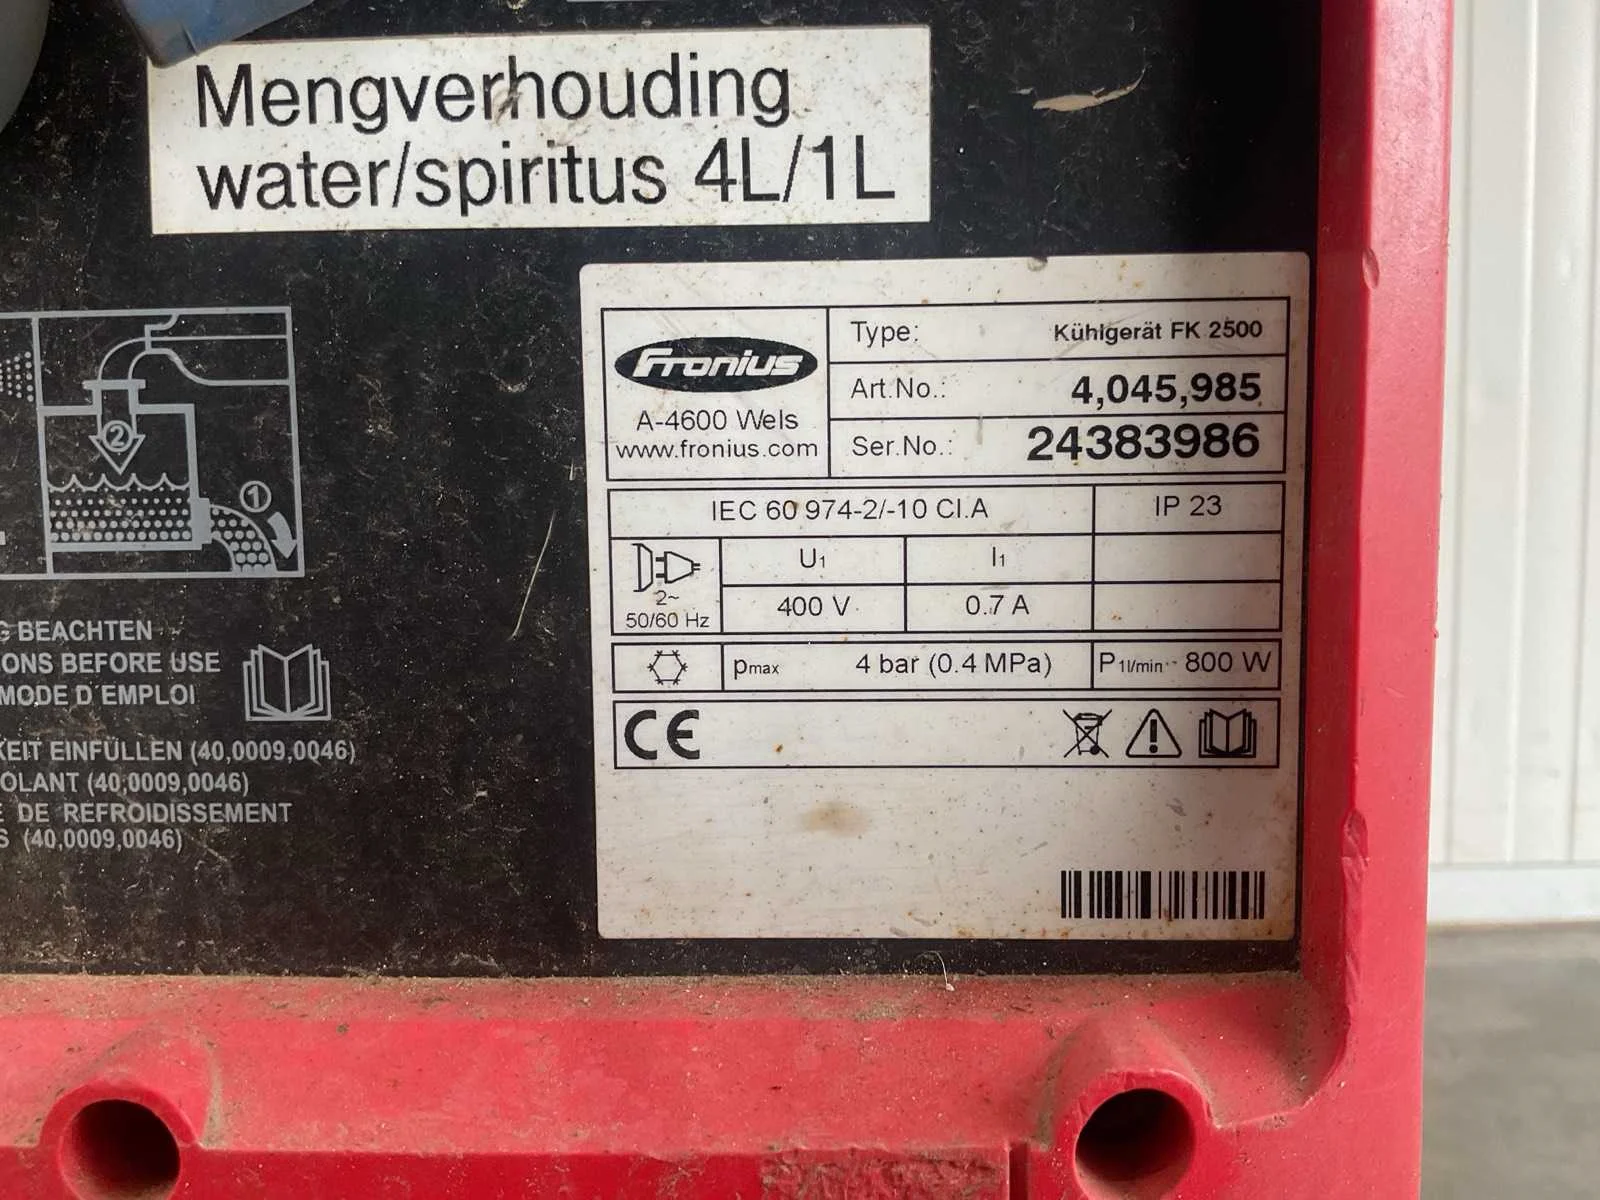 Mengverhouding
water/spiritus 4L/1L
Fronius
A-4600 Wels
www.fronius.com
Type: Kühlgerät FK 2500
Art.No.: 4,045,985
Ser.No.: 24383986
IEC 60 974-2/-10 Cl.A IP 23
U1 I1
2~
50/60 Hz
400 V 0.7 A
pmax 4 bar (0.4 MPa) P1l/min 800 W
CE
2
1
BEACHTEN
BEFORE USE
MODE D´EMPLOI
EINFÜLLEN (40,0009,0046)
(40,0009,0046)
DE REFROIDISSEMENT
(40,0009,0046)